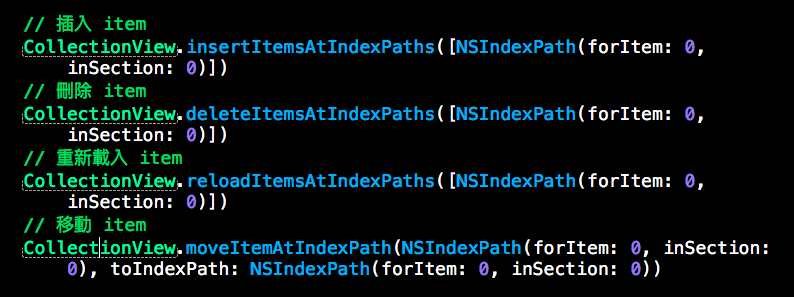 // 插入 item
CollectionView.insertItemsAtIndexPaths([NSIndexPath(forItem: 0,
inSection: 0)])
// 刪除 item
CollectionView.deleteItemsAtIndexPaths([NSIndexPath(forItem: 0,
inSection: 0)])
// 重新載入 item
CollectionView.reloadItemsAtIndexPaths([NSIndexPath(forItem: 0,
inSection: 0)])
// 移動 item
CollectionView.moveItemAtIndexPath(NSIndexPath(forItem: 0, inSection:
0), toIndexPath: NSIndexPath(forItem: 0, inSection: 0))